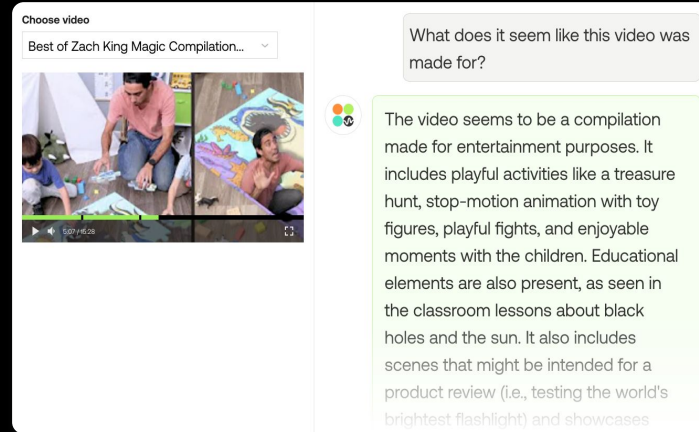 Choose video
Best of Zach King Magic Compilation...
5:07 / 15:28
What does it seem like this video was
made for?
The video seems to be a compilation
made for entertainment purposes. It
includes playful activities like a treasure
hunt, stop-motion animation with toy
figures, playful fights, and enjoyable
moments with the children. Educational
elements are also present, as seen in
the classroom lessons about black
holes and the sun. It also includes
scenes that might be intended for a
product review (i.e., testing the world's
brightest flashlight) and showcases